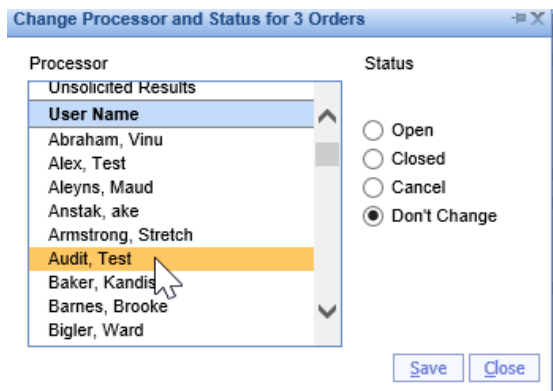 Change Processor and Status for 3 Orders
Processor
Unsolicited Results
User Name
Abraham, Vinu
Alex, Test
Aleyns, Maud
Anstak, ake
Armstrong, Stretch
Audit, Test
Baker, Kandis
Barnes, Brooke
Bigler, Ward
Status
Open
Closed
Cancel
Don't Change
Save Close